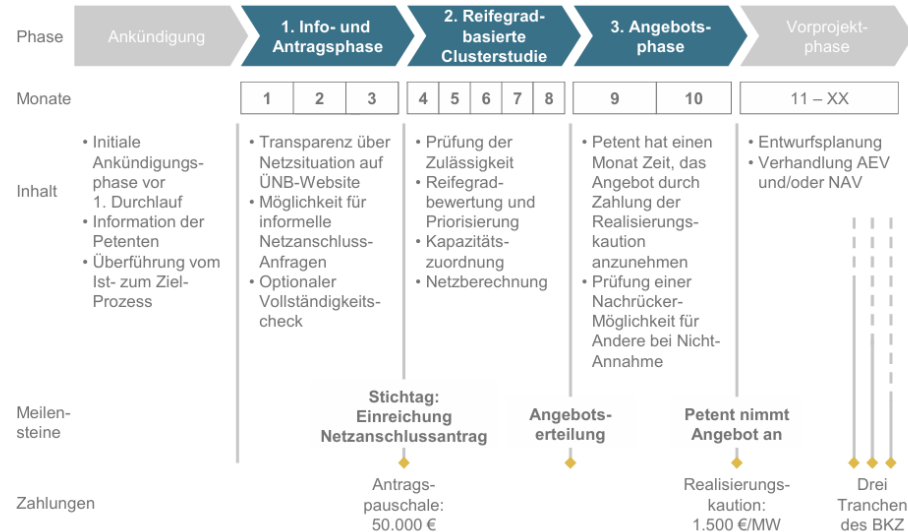 Phase
Ankündigung
1. Info- und
Antragsphase
2. Reifegrad-
basierte
Clusterstudie
3. Angebots-
phase
Vorprojekt-
phase
Monate
1 2 3 4 5 6 7 8 9 10 11 – XX
Inhalt
• Initiale
Ankündigungs-
phase vor
1. Durchlauf
• Information der
Petenten
• Überführung vom
Ist- zum Ziel-
Prozess
• Transparenz über
Netzsituation auf
ÜNB-Website
• Möglichkeit für
informelle
Netzanschluss-
Anfragen
• Optionaler
Vollständigkeits-
check
• Prüfung der
Zulässigkeit
• Reifegrad-
bewertung und
Priorisierung
• Kapazitäts-
zuordnung
• Netzberechnung
• Petent hat einen
Monat Zeit, das
Angebot durch
Zahlung der
Realisierungs-
kaution
anzunehmen
• Prüfung einer
Nachrücker-
Möglichkeit für
Andere bei Nicht-
Annahme
• Entwurfsplanung
• Verhandlung AEV
und/oder NAV
Meilen-
steine
Stichtag:
Einreichung
Netzanschlussantrag
Angebots-
erteilung
Petent nimmt
Angebot an
Zahlungen
Antrags-
pauschale:
50.000 €
Realisierungs-
kaution:
1.500 €/MW
Drei
Tranchen
des BKZ